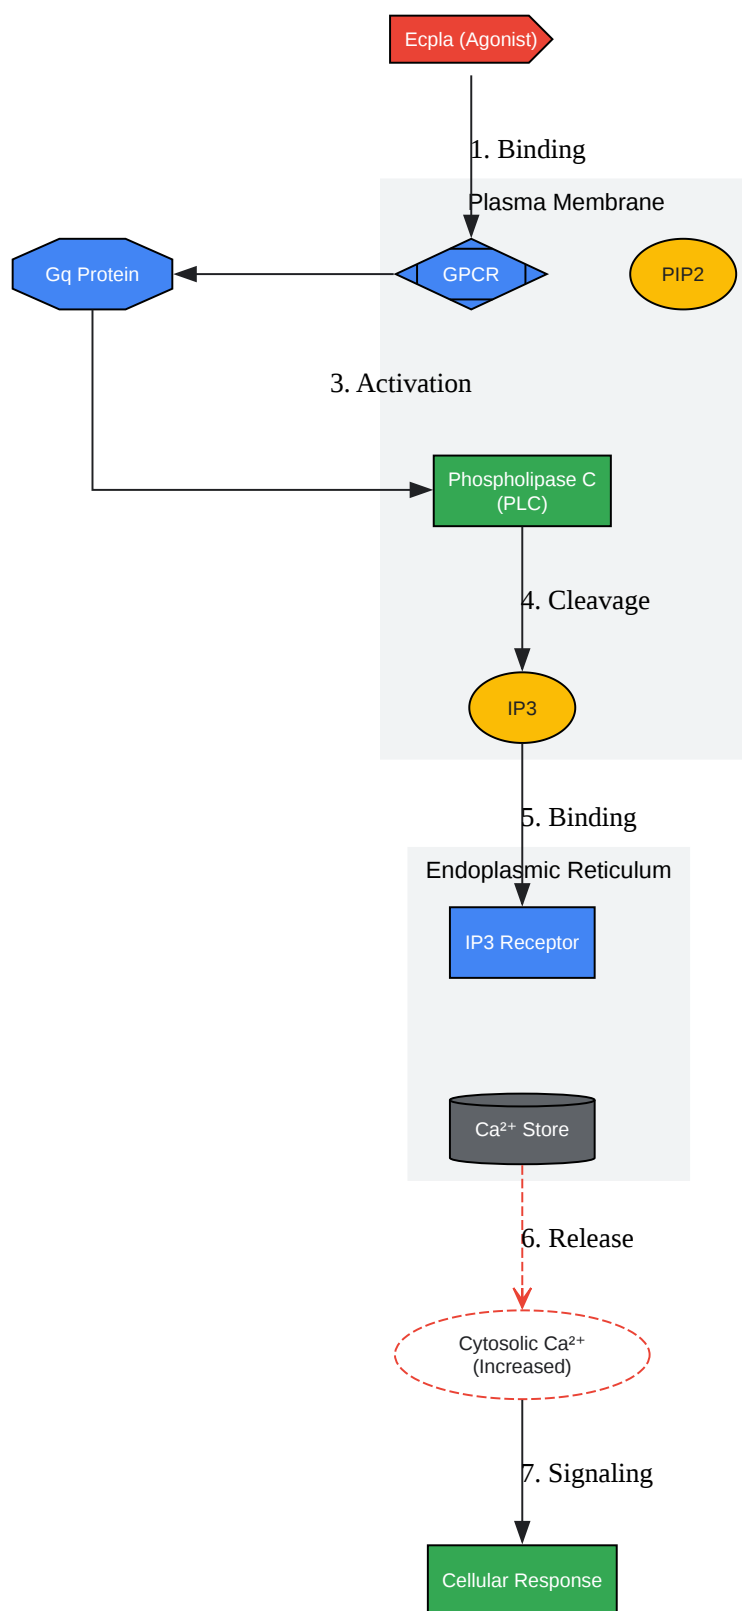 Ecpla (Agonist)
1. Binding
Plasma Membrane
Gq Protein
GPCR
PIP2
3. Activation
Phospholipase C
(PLC)
4. Cleavage
IP3
5. Binding
Endoplasmic Reticulum
IP3 Receptor
Ca²⁺ Store
6. Release
Cytosolic Ca²⁺
(Increased)
7. Signaling
Cellular Response